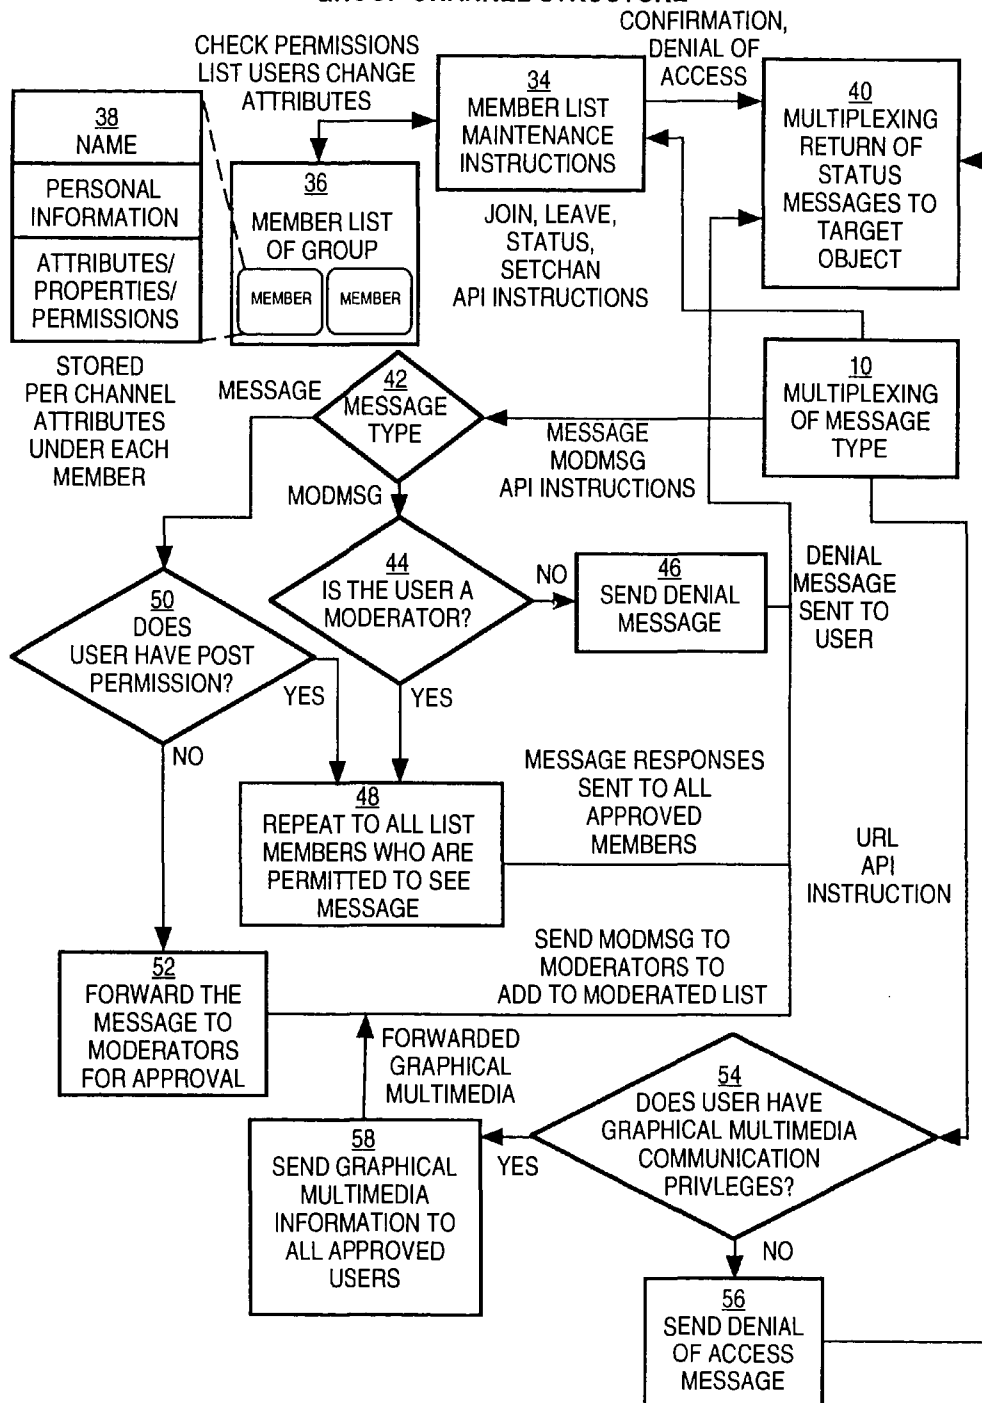 GROUP CHANNEL STRUCTURE
CHECK PERMISSIONS
LIST USERS CHANGE
ATTRIBUTES
CONFIRMATION,
DENIAL OF
ACCESS
34
MEMBER LIST
MAINTENANCE
INSTRUCTIONS
40
MULTIPLEXING
RETURN OF
STATUS
MESSAGES TO
TARGET
OBJECT
38
NAME
PERSONAL
INFORMATION
ATTRIBUTES/
PROPERTIES/
PERMISSIONS
36
MEMBER LIST
OF GROUP
MEMBER
MEMBER
JOIN, LEAVE,
STATUS,
SETCHAN
API INSTRUCTIONS
STORED
PER CHANNEL
ATTRIBUTES
UNDER EACH
MEMBER
MESSAGE
42
MESSAGE
TYPE
10
MULTIPLEXING
OF MESSAGE
TYPE
MESSAGE
MODMSG
API INSTRUCTIONS
MODMSG
44
IS THE USER A
MODERATOR?
NO
46
SEND DENIAL
MESSAGE
DENIAL
MESSAGE
SENT TO
USER
50
DOES
USER HAVE POST
PERMISSION?
YES
YES
NO
48
REPEAT TO ALL LIST
MEMBERS WHO ARE
PERMITTED TO SEE
MESSAGE
MESSAGE RESPONSES
SENT TO ALL
APPROVED
MEMBERS
URL
API
INSTRUCTION
52
FORWARD THE
MESSAGE TO
MODERATORS
FOR APPROVAL
SEND MODMSG TO
MODERATORS TO
ADD TO MODERATED LIST
FORWARDED
GRAPHICAL
MULTIMEDIA
54
DOES USER HAVE
GRAPHICAL MULTIMEDIA
COMMUNICATION
PRIVLEGES?
YES
58
SEND GRAPHICAL
MULTIMEDIA
INFORMATION TO
ALL APPROVED
USERS
NO
56
SEND DENIAL
OF ACCESS
MESSAGE